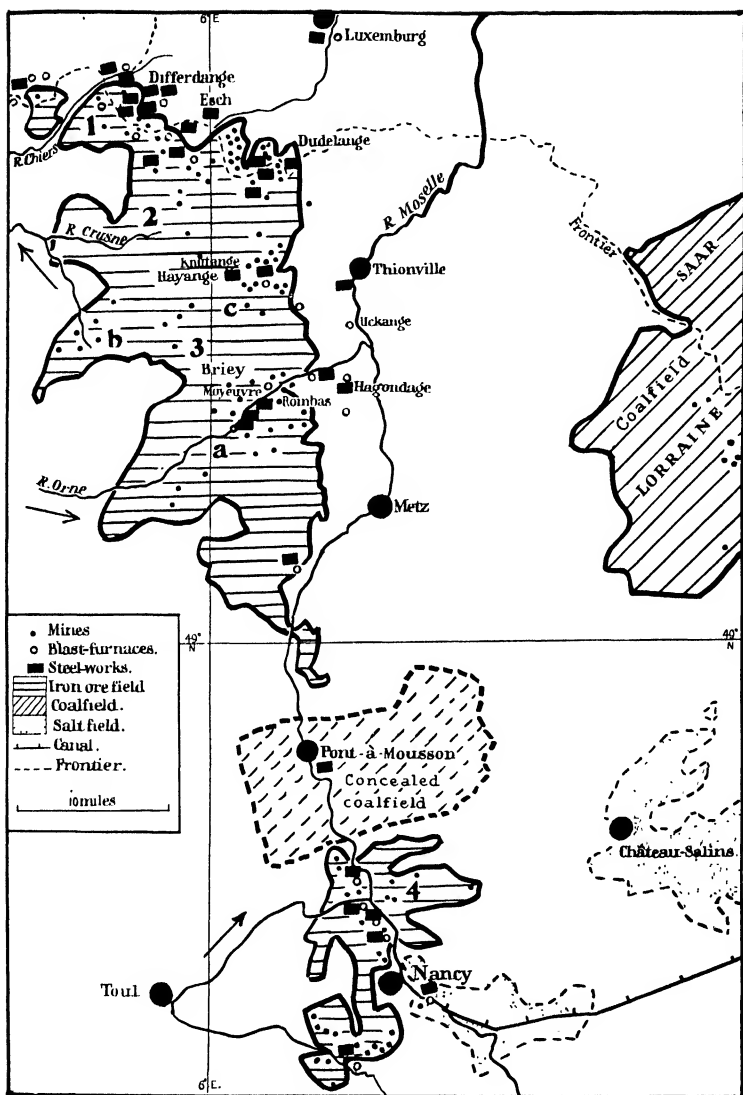 6°E
Luxemburg
Differdange
Esch
1
R. Chiers
Dudelange
R. Moselle
2
R. Crusne
Frontier
SAAR
Knutange
Hayange
Thionville
c
Uckange
b
3
Briey
Coalfield
Moyeuvre
Rombas
Hagondage
LORRAINE
a
R. Orne
Metz
Mines
Blast-furnaces.
Steel-works.
Iron ore field
Coalfield.
Salt field.
Canal.
Frontier.
10 miles
49°
N
49°
N
Pont-à-Mousson
Concealed
coalfield
Château-Salins
4
Toul
Nancy
6°E.